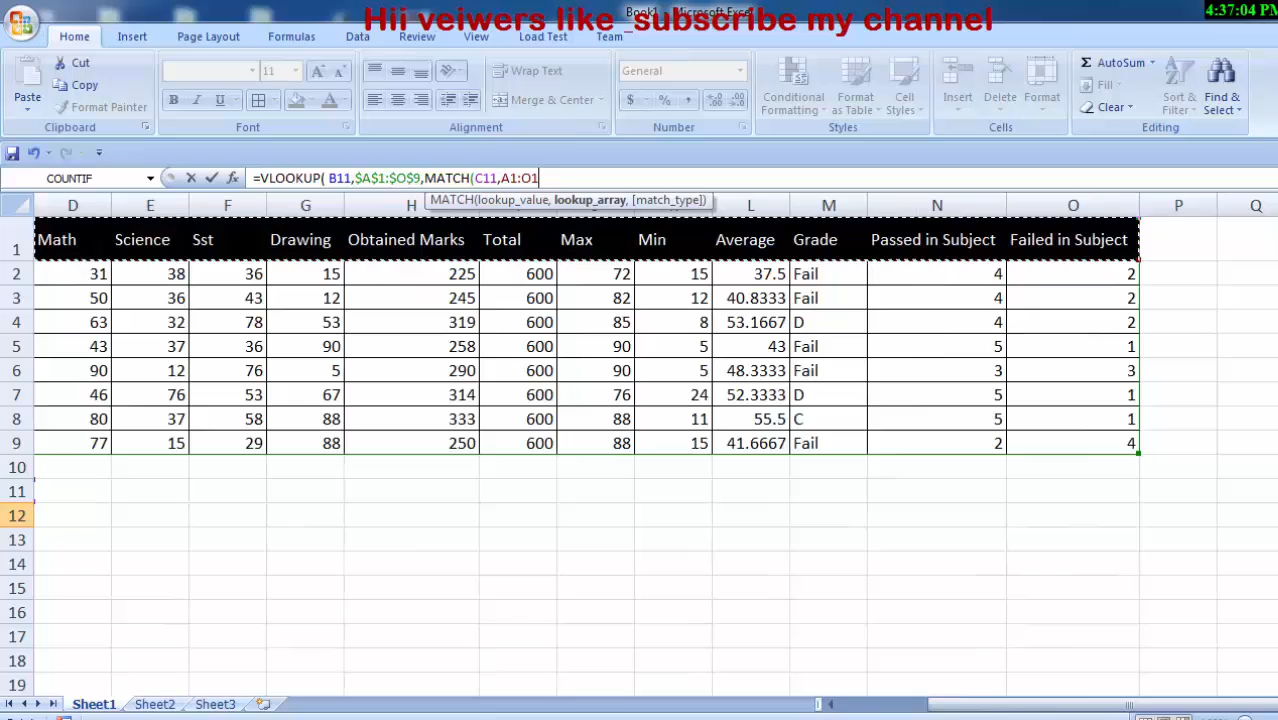 Book1 - Microsoft Excel
Hii veiwers like _subscribe my channel
4:37:04 PM
Home Insert Page Layout Formulas Data Review View Load Test Team
Paste Cut Copy Format Painter
Clipboard
11
B I U A
Font
Wrap Text
Merge & Center
Alignment
General
$ % ,
Number
Conditional Formatting Format as Table Cell Styles
Styles
Insert Delete Format
Cells
Σ AutoSum Fill Clear Sort & Filter Find & Select
Editing
COUNTIF fx =VLOOKUP( B11,$A$1:$O$9,MATCH(C11,A1:O1
MATCH(lookup_value, lookup_array, [match_type])
D E F G H L M N O P Q
1 Math Science Sst Drawing Obtained Marks Total Max Min Average Grade Passed in Subject Failed in Subject
2 31 38 36 15 225 600 72 15 37.5 Fail 4 2
3 50 36 43 12 245 600 82 12 40.8333 Fail 4 2
4 63 32 78 53 319 600 85 8 53.1667 D 4 2
5 43 37 36 90 258 600 90 5 43 Fail 5 1
6 90 12 76 5 290 600 90 5 48.3333 Fail 3 3
7 46 76 53 67 314 600 76 24 52.3333 D 5 1
8 80 37 58 88 333 600 88 11 55.5 C 5 1
9 77 15 29 88 250 600 88 15 41.6667 Fail 2 4
10
11
12
13
14
15
16
17
18
19
Sheet1 Sheet2 Sheet3